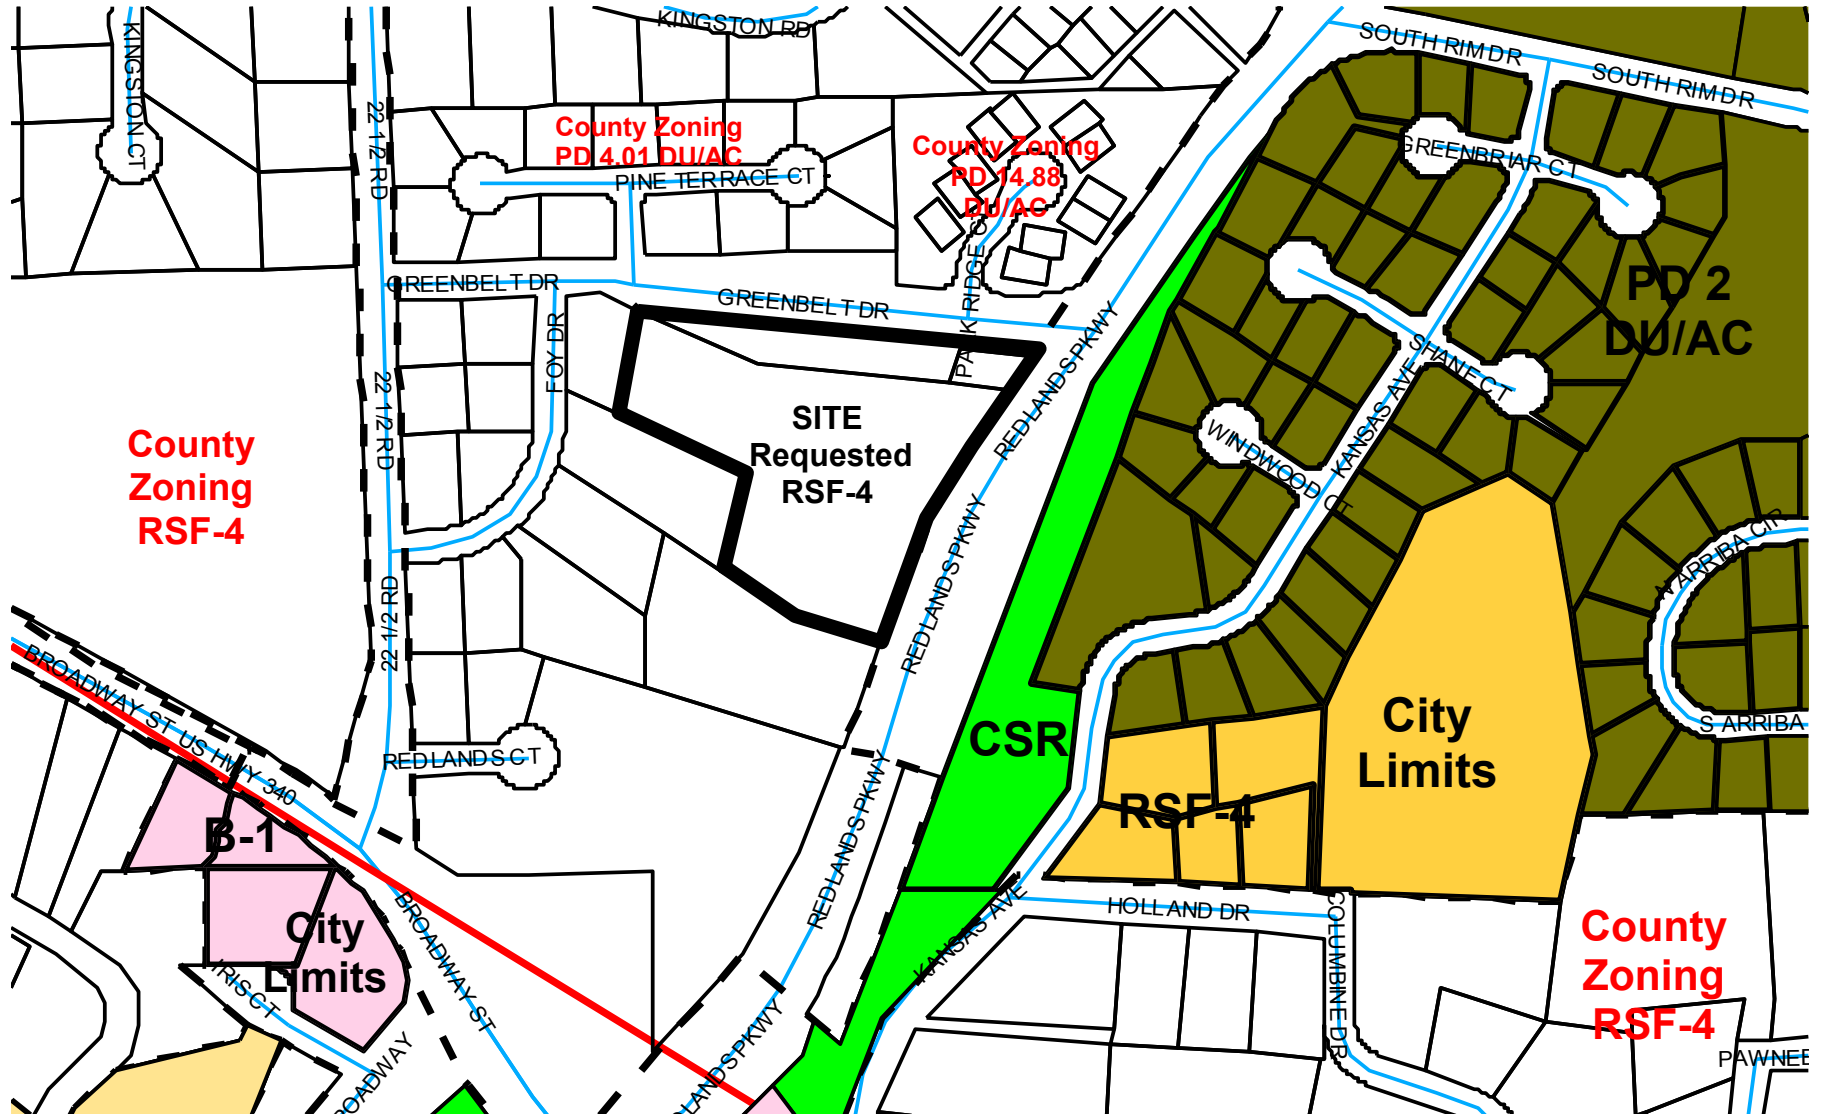 KINGSTON RD
KINGSTON CT
SOUTH RIM DR
SOUTH RIM DR
22 1/2 RD
County Zoning
PD 4.01 DU/AC
County Zoning
PD 14.88
DU/AC
PINE TERRACE CT
GREENBRIAR CT
GREENBELT DR
GREENBELT DR
PD 2
DU/AC
FOY DR
REDLANDS PKWY
SHANE CT
KANSAS AVE
22 1/2 RD
SITE
Requested
RSF-4
WINDWOOD CT
County
Zoning
RSF-4
REDLANDS PKWY
W ARRIBA CIR
22 1/2 RD
BROADWAY ST US HWY 340
REDLANDS CT
CSR
City
Limits
S ARRIBA
RSF-4
B-1
REDLANDS PKWY
City
Limits
BROADWAY ST
KANSAS AVE
HOLLAND DR
COLUMBINE DR
County
Zoning
RSF-4
IRIS CT
PAWNEE
LANDS PKWY
ROADWAY